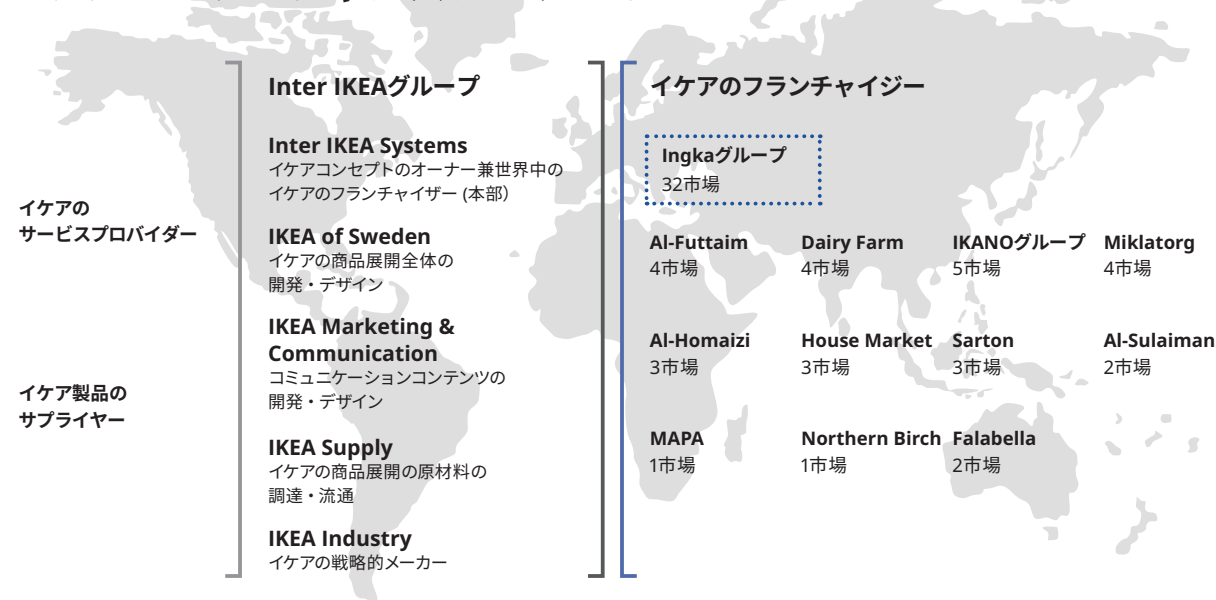 イケアの
サービスプロバイダー
イケア製品の
サプライヤー
Inter IKEAグループ
Inter IKEA Systems
イケアコンセプトのオーナー兼世界中の
イケアのフランチャイザー (本部)
IKEA of Sweden
イケアの商品展開全体の
開発・デザイン
IKEA Marketing &
Communication
コミュニケーションコンテンツの
開発・デザイン
IKEA Supply
イケアの商品展開の原材料の
調達・流通
IKEA Industry
イケアの戦略的メーカー
イケアのフランチャイジー
Ingkaグループ
32市場
Al-Futtaim
4市場
Dairy Farm
4市場
IKANOグループ
5市場
Miklatorg
4市場
Al-Homaizi
3市場
House Market
3市場
Sarton
3市場
Al-Sulaiman
2市場
MAPA
1市場
Northern Birch
1市場
Falabella
2市場